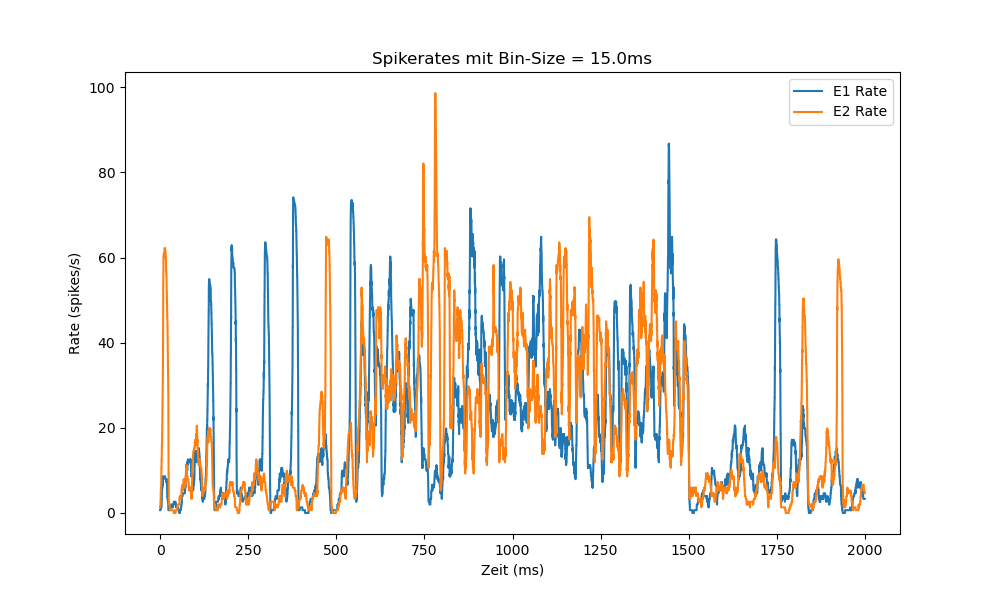 Spikerates mit Bin-Size = 15.0ms
E1 Rate
E2 Rate
Rate (spikes/s)
100
80
60
40
20
0
0 250 500 750 1000 1250 1500 1750 2000
Zeit (ms)